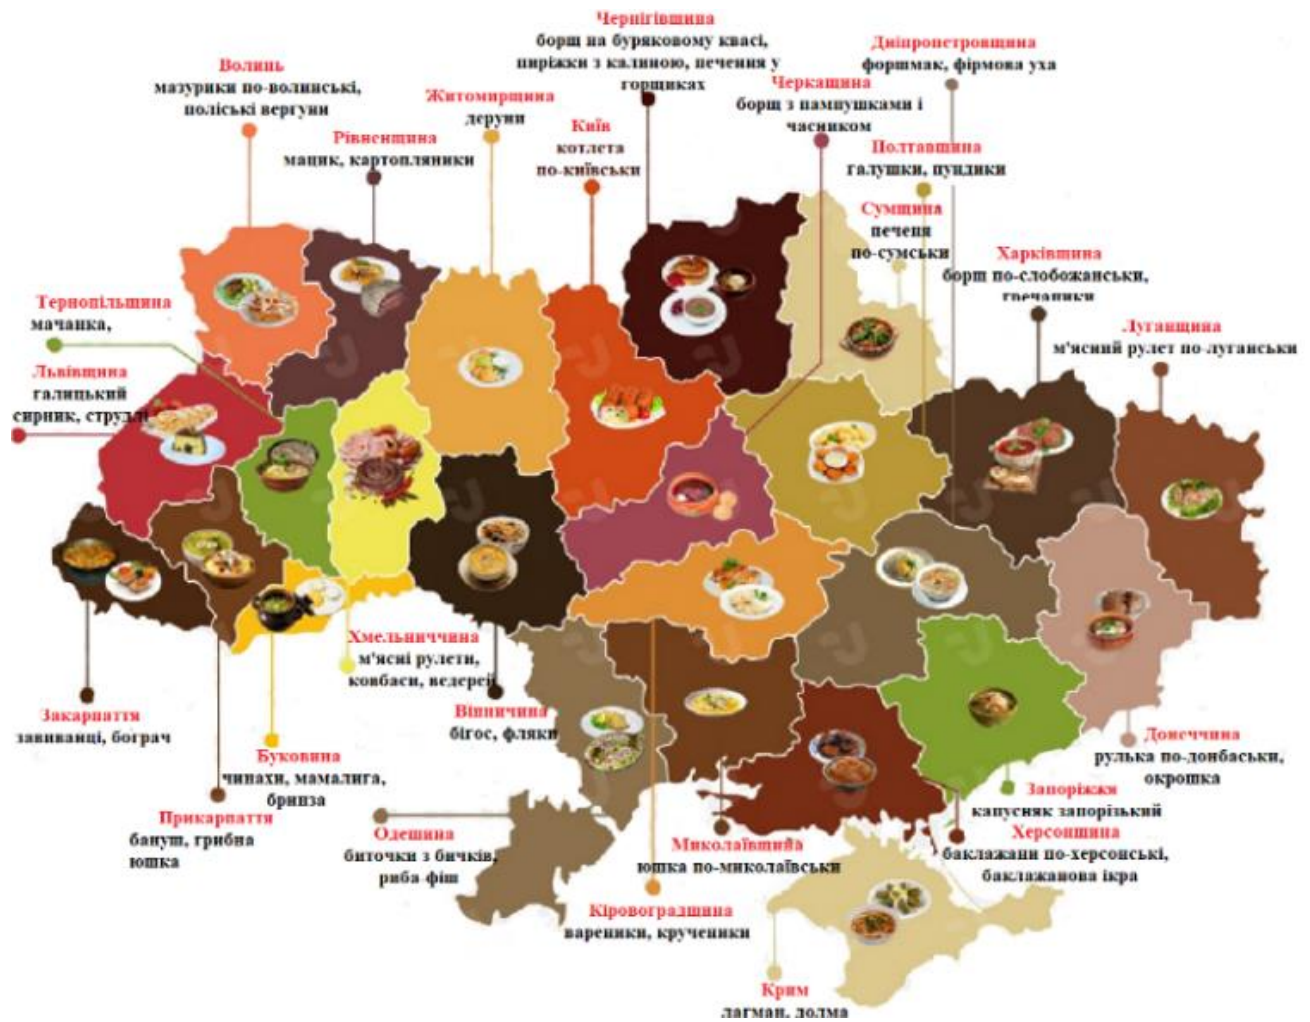 Чернігівщина
борщ на буряковому квасі,
пиріжки з калиною, печення у
горщиках
Дніпропетровщина
форшмак, фірмова уха
Волинь
мазурики по-волинські,
поліські вергуни
Житомирщина
деруни
Черкащина
борщ з пампушками і
часником
Рівненщина
мацик, картопляники
Київ
котлета
по-київськи
Полтавщина
галушки, пундики
Сумщина
печеня
по-сумськи
Харківщина
борщ по-слобожанськи,
гречаники
Тернопільщина
мачанка,
Луганщина
м'ясний рулет по-луганськи
Львівщина
галицький
сирник, струдлі
Хмельниччина
м'ясні рулети,
ковбаси, ведерей
Закарпаття
завиванці, бограч
Вінничина
бігос, фляки
Буковина
чинахи, мамалига,
бринза
Донеччина
рулька по-донбаськи,
окрошка
Прикарпаття
бануш, грибна
юшка
Одещина
биточки з бичків,
риба-фіш
Миколаївщина
юшка по-миколаївськи
Запоріжжя
капусняк запорізький
Херсонщина
баклажани по-херсонські,
баклажанова ікра
Кіровоградщина
вареники, крученики
Крим
лагман, долма